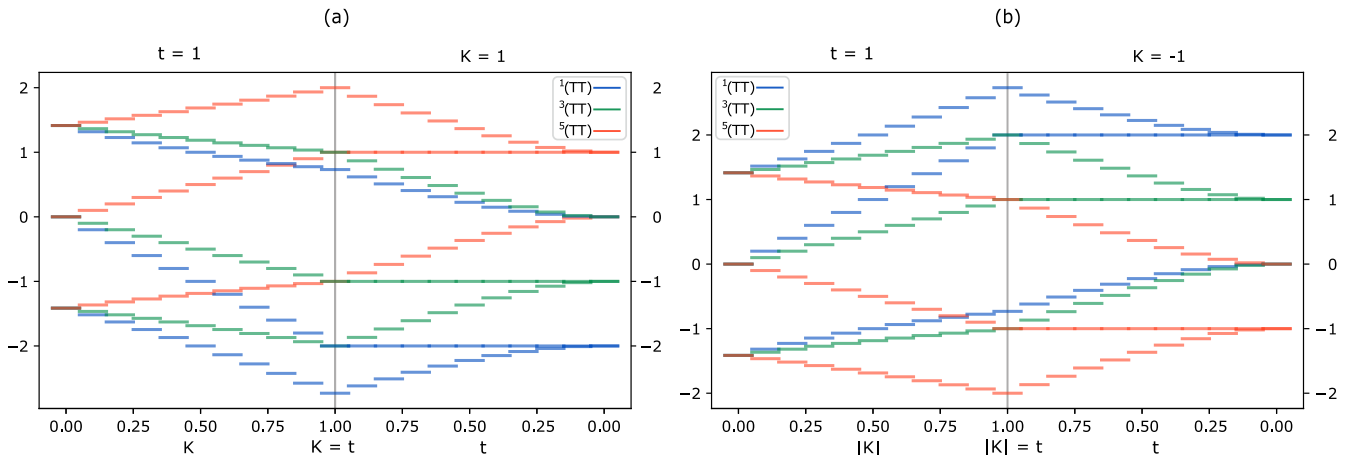 (a)
t = 1
K = 1
¹(TT)
³(TT)
⁵(TT)
2
1
0
−1
−2
2
1
0
−1
−2
0.00
0.25
0.50
0.75
1.00
0.75
0.50
0.25
0.00
K
K = t
t
(b)
t = 1
K = -1
¹(TT)
³(TT)
⁵(TT)
2
1
0
−1
−2
2
1
0
−1
−2
0.00
0.25
0.50
0.75
1.00
0.75
0.50
0.25
0.00
|K|
|K| = t
t